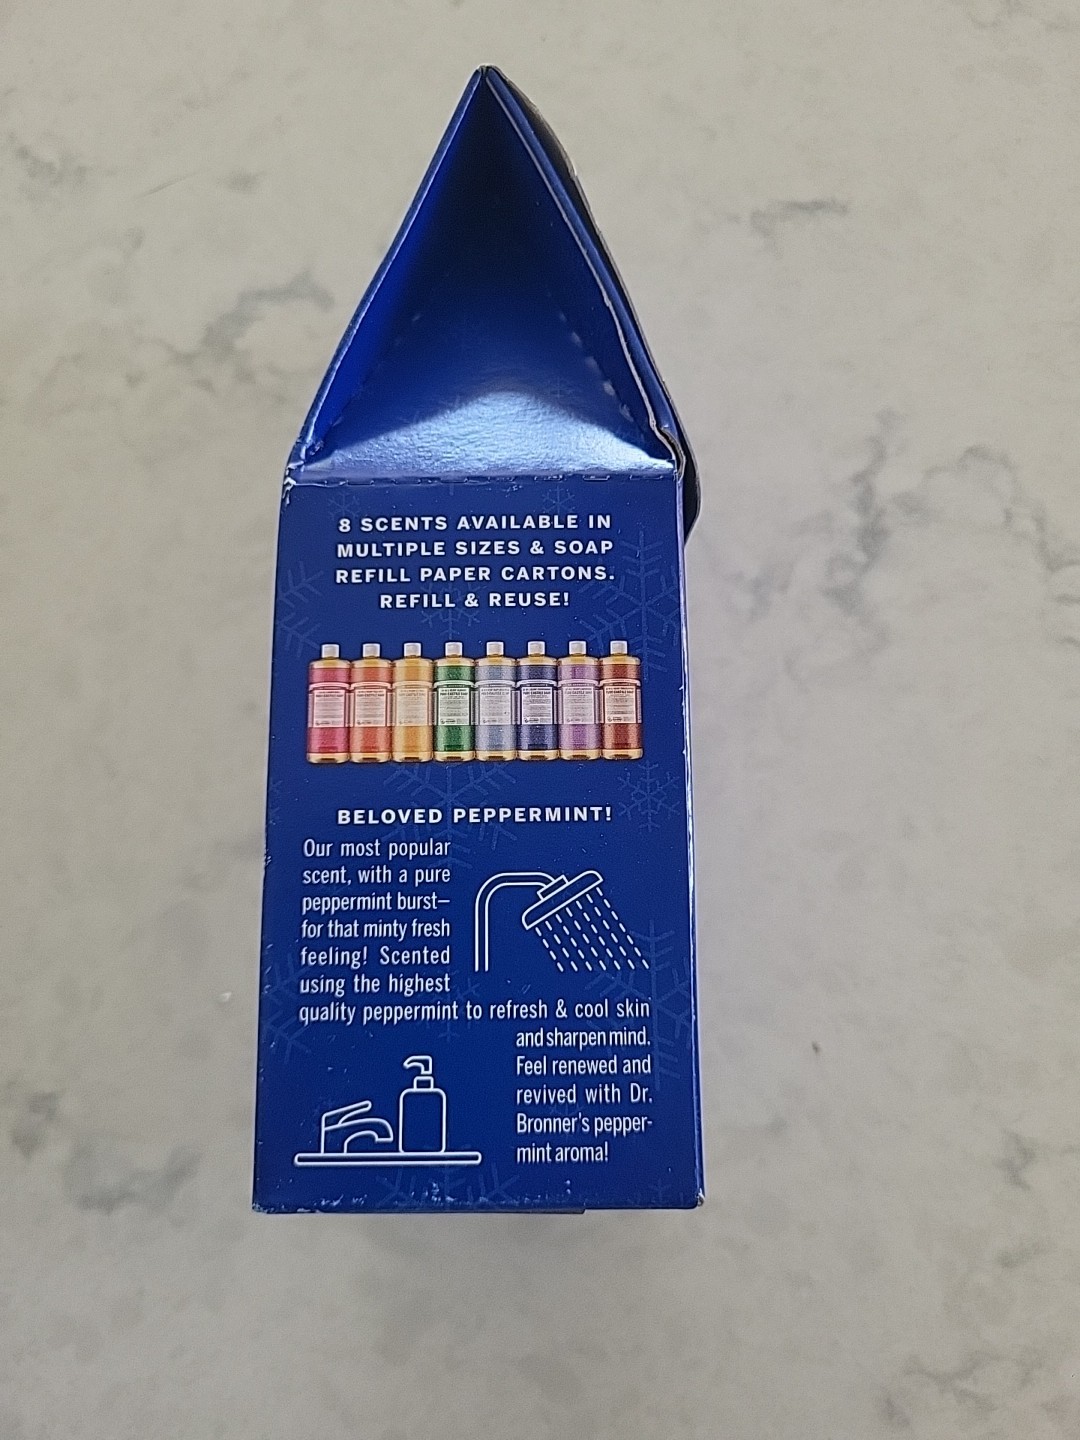 8 SCENTS AVAILABLE IN
MULTIPLE SIZES & SOAP
REFILL PAPER CARTONS.
REFILL & REUSE!
BELOVED PEPPERMINT!
Our most popular
scent, with a pure
peppermint burst–
for that minty fresh
feeling! Scented
using the highest
quality peppermint to refresh & cool skin
and sharpen mind.
Feel renewed and
revived with Dr.
Bronner's pepper-
mint aroma!